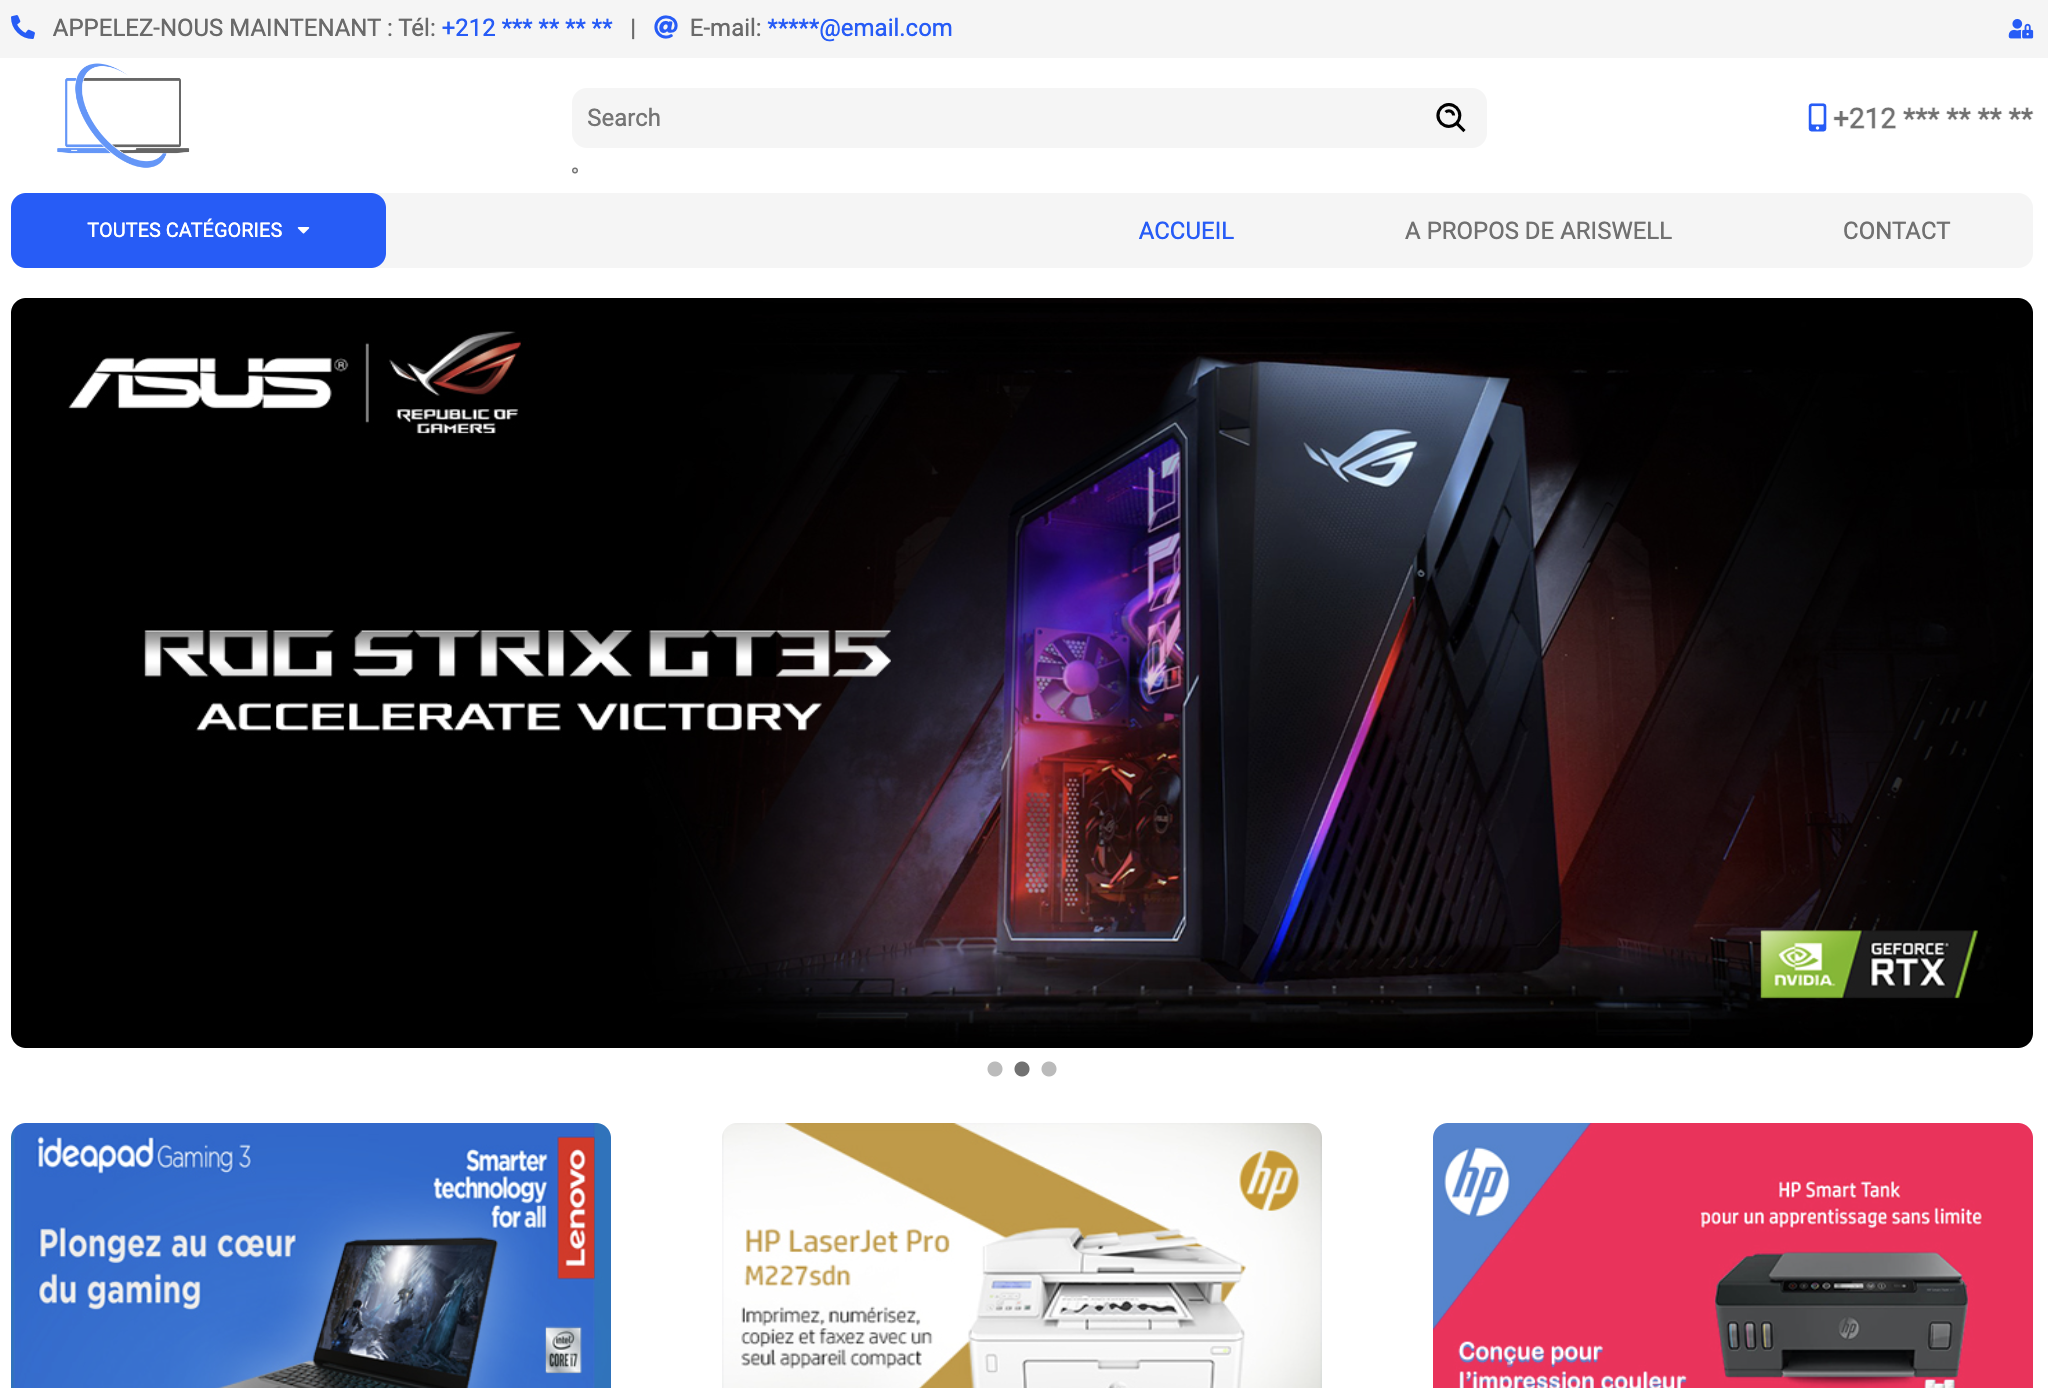 APPELEZ-NOUS MAINTENANT : Tél: +212 *** ** ** ** | @ E-mail: *****@email.com
Search
+212 *** ** ** **
TOUTES CATÉGORIES
ACCUEIL
A PROPOS DE ARISWELL
CONTACT
ASUS®
REPUBLIC OF
GAMERS
ROG STRIX GT35
ACCELERATE VICTORY
NVIDIA.
GEFORCE®
RTX
ideapad Gaming 3
Smarter
technology
for all
Lenovo
Plongez au cœur
du gaming
intel
CORE i7
hp
HP LaserJet Pro
M227sdn
Imprimez, numérisez,
copiez et faxez avec un
seul appareil compact
hp
HP Smart Tank
pour un apprentissage sans limite
hp
Conçue pour
l'impression couleur